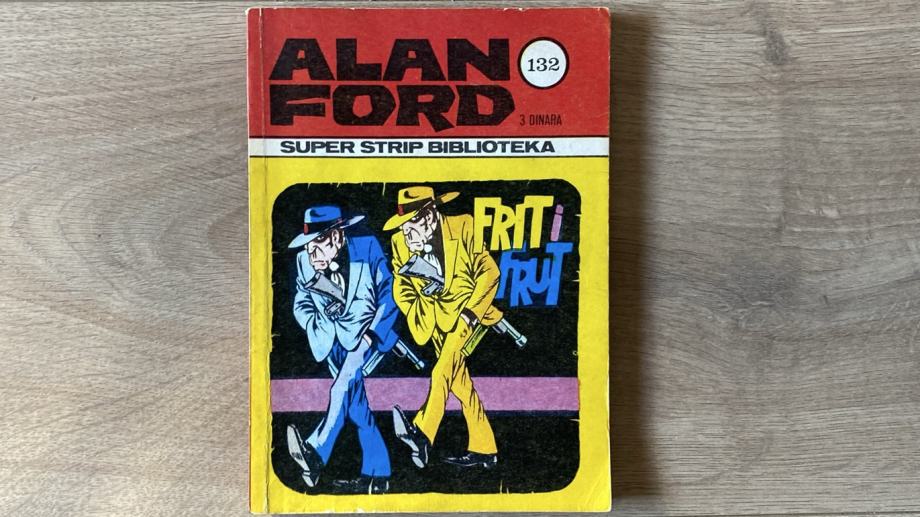 ALAN
FORD
132
3 DINARA
SUPER STRIP BIBLIOTEKA
FRIT i
FRUT